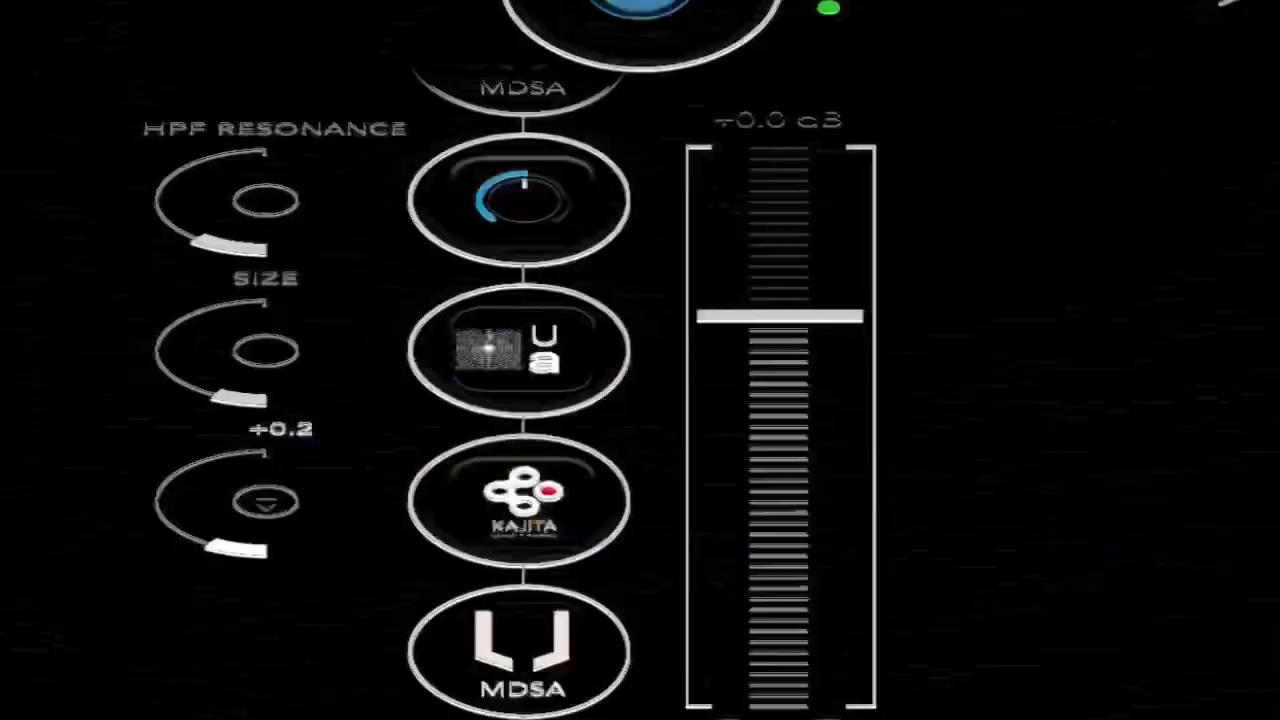 MDSA
HPF RESONANCE
+0.0 dB
SIZE
U
a
+0.2
KAJITA
MDSA